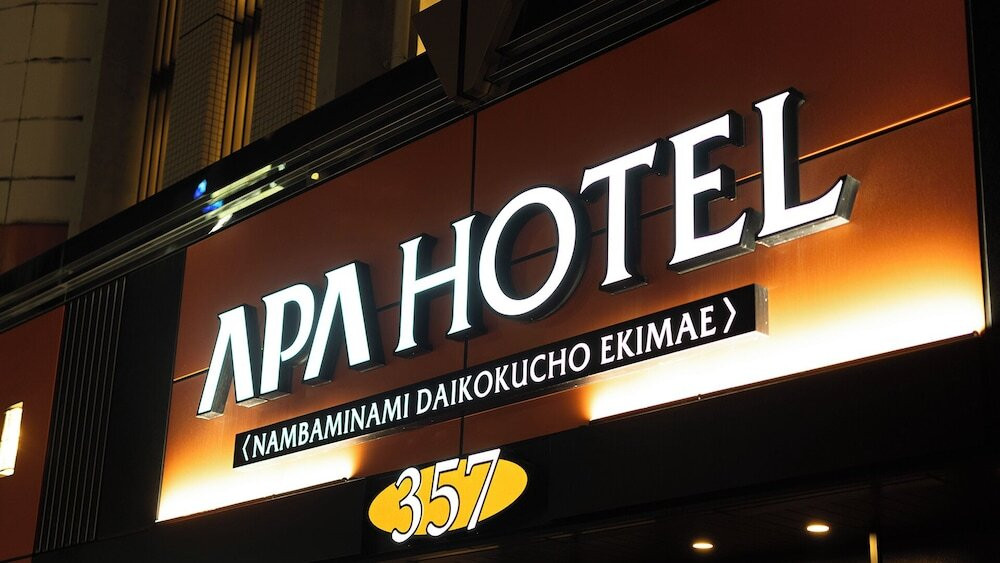 APA HOTEL
〈NAMBAMINAMI DAIKOKUCHO EKIMAE〉
357